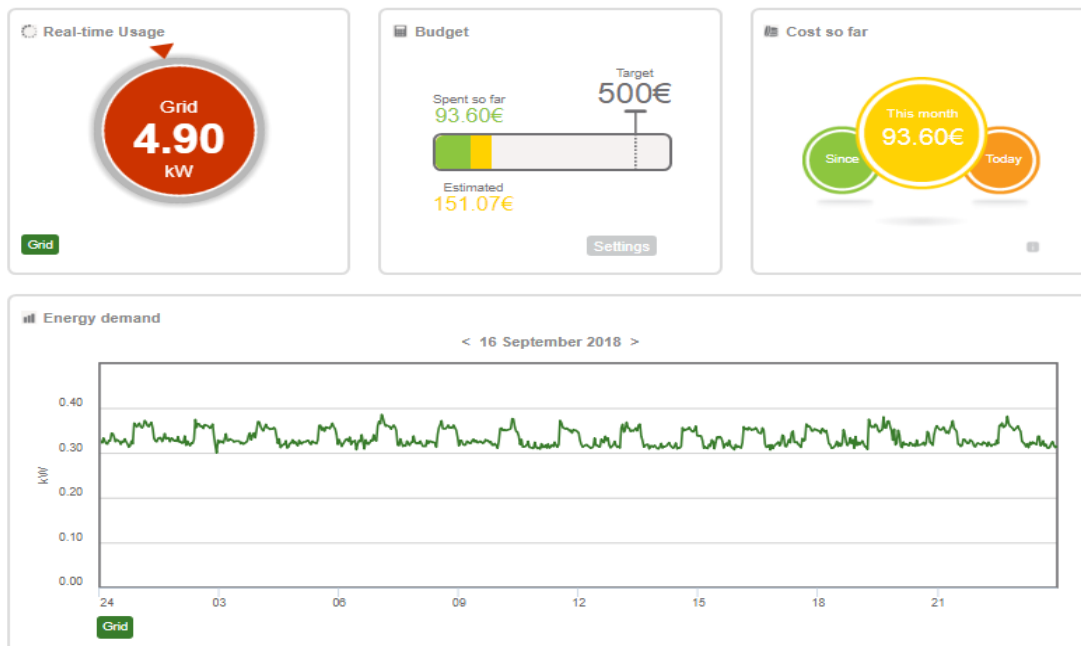 Real-time Usage
Grid
4.90
kW
Grid
Budget
Target
500€
Spent so far
93.60€
Estimated
151.07€
Settings
Cost so far
This month
93.60€
Since
Today
Energy demand
< 16 September 2018 >
0.40
0.30
0.20
0.10
0.00
kW
24 03 06 09 12 15 18 21
Grid